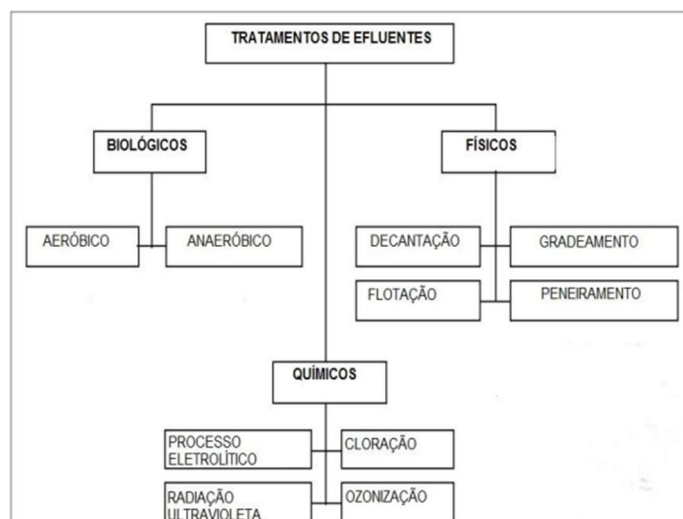 TRATAMENTOS DE EFLUENTES
BIOLÓGICOS
FÍSICOS
AERÓBICO
ANAERÓBICO
DECANTAÇÃO
GRADEAMENTO
FLOTAÇÃO
PENEIRAMENTO
QUÍMICOS
PROCESSO
ELETROLÍTICO
CLORAÇÃO
RADIAÇÃO
ULTRAVIOLETA
OZONIZAÇÃO